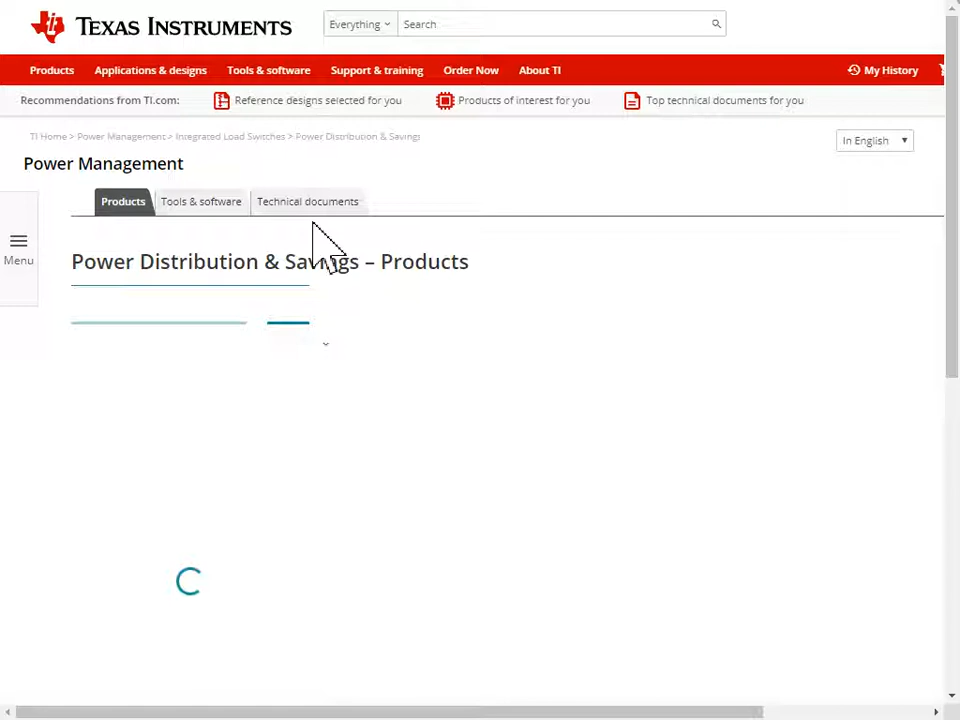 TEXAS INSTRUMENTS
Everything
Search
Products
Applications & designs
Tools & software
Support & training
Order Now
About TI
My History
Recommendations from TI.com:
Reference designs selected for you
Products of interest for you
Top technical documents for you
TI Home > Power Management > Integrated Load Switches > Power Distribution & Savings
In English
Power Management
Products
Tools & software
Technical documents
Menu
Power Distribution & Savings – Products